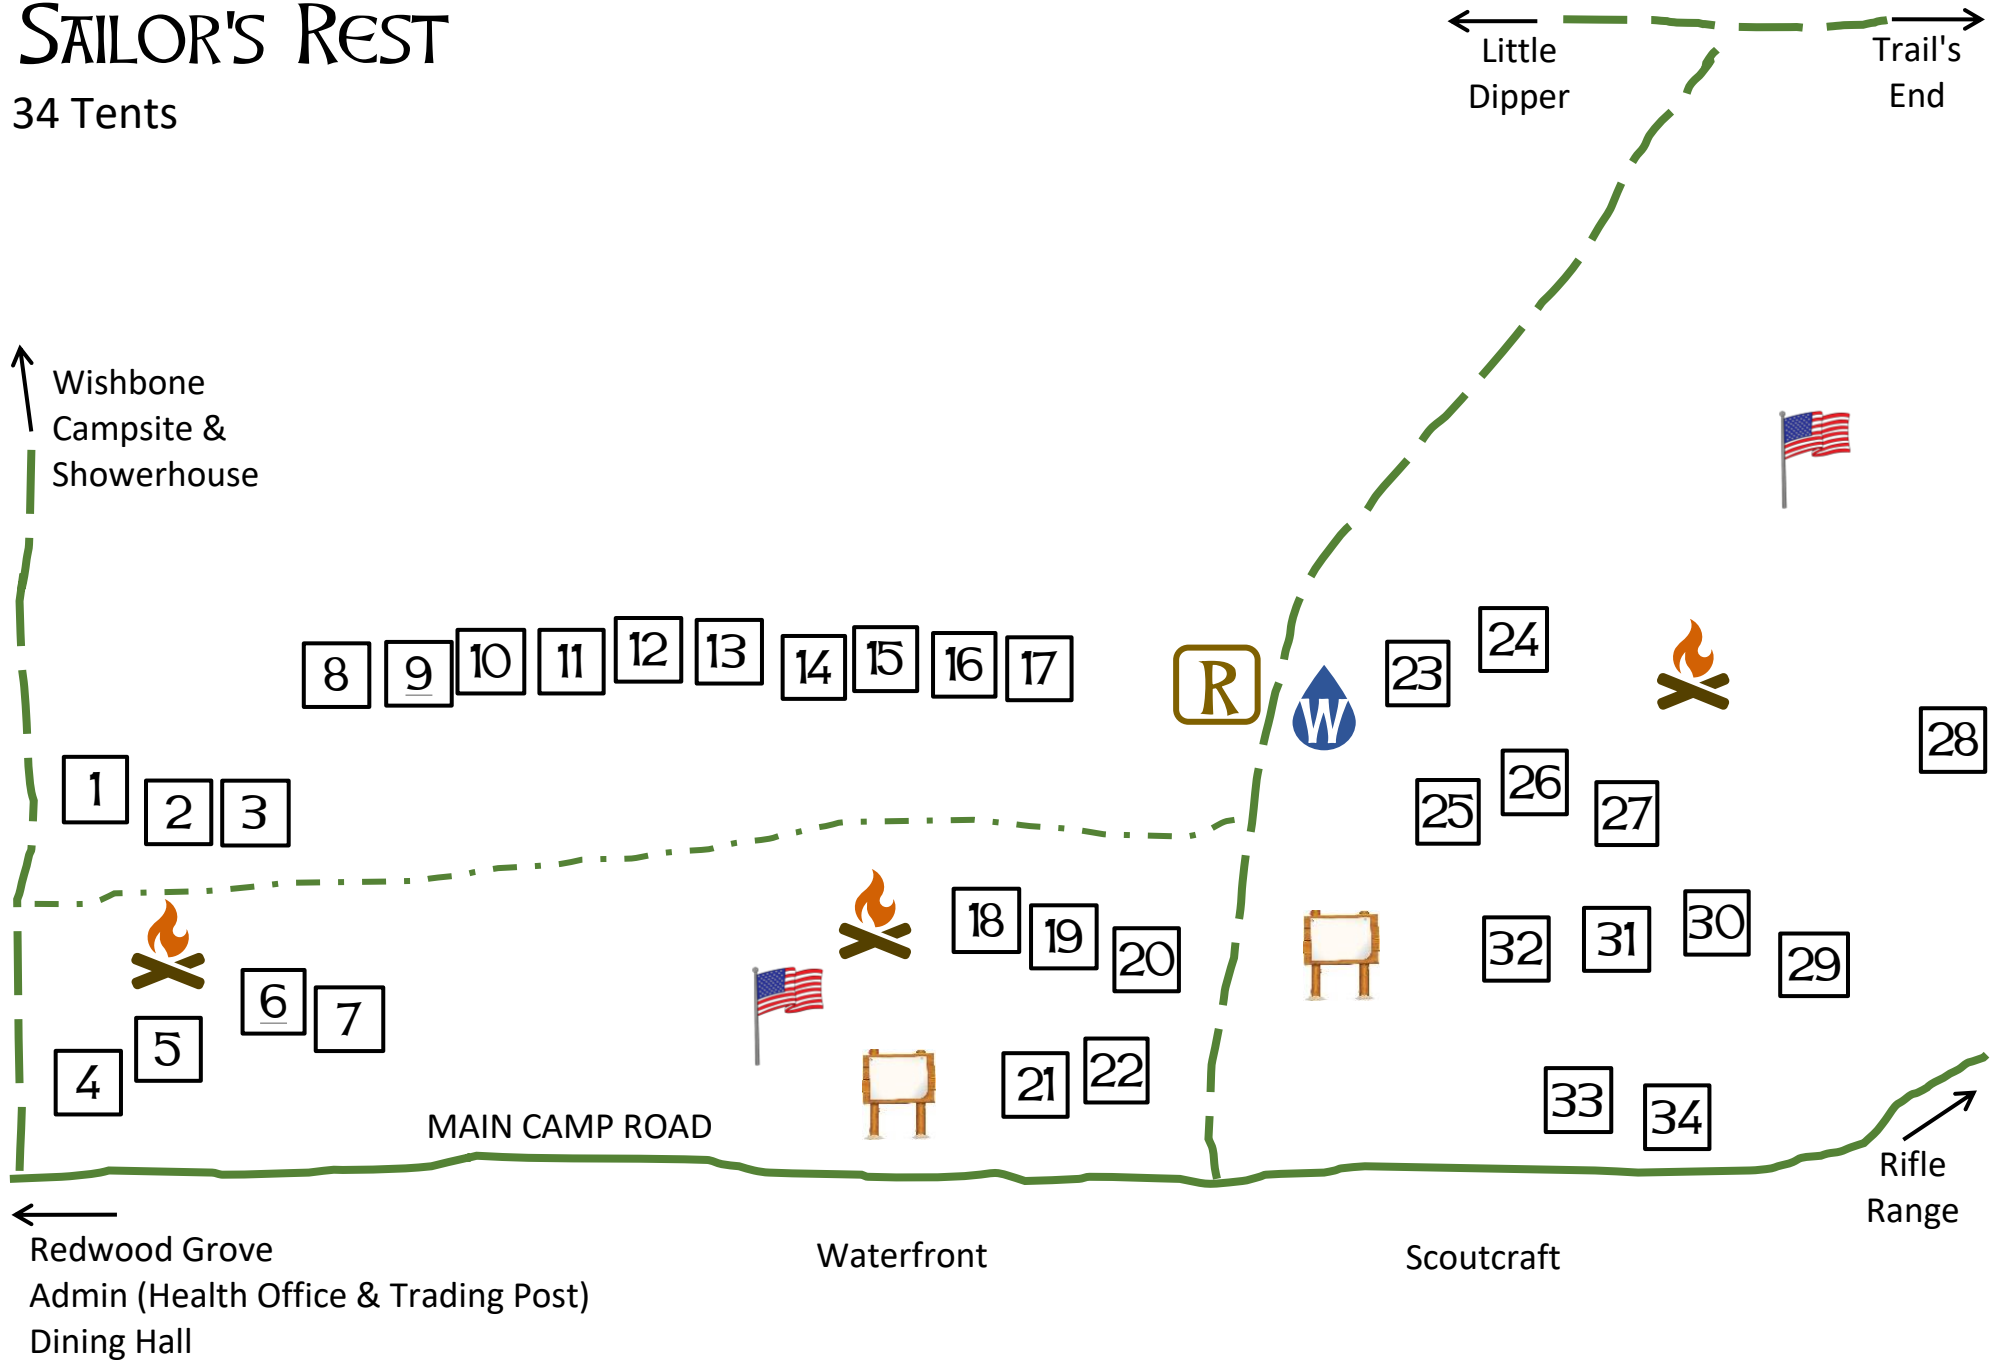 SAILOR'S REST
34 Tents
Little
Dipper
Trail's
End
Wishbone
Campsite &
Showerhouse
8 9 10 11 12 13 14 15 16 17
R
W
23 24
28
1 2 3
25 26 27
18 19 20
32 31 30 29
6 7
5
4
21 22
33 34
MAIN CAMP ROAD
Rifle
Range
Redwood Grove
Admin (Health Office & Trading Post)
Dining Hall
Waterfront
Scoutcraft